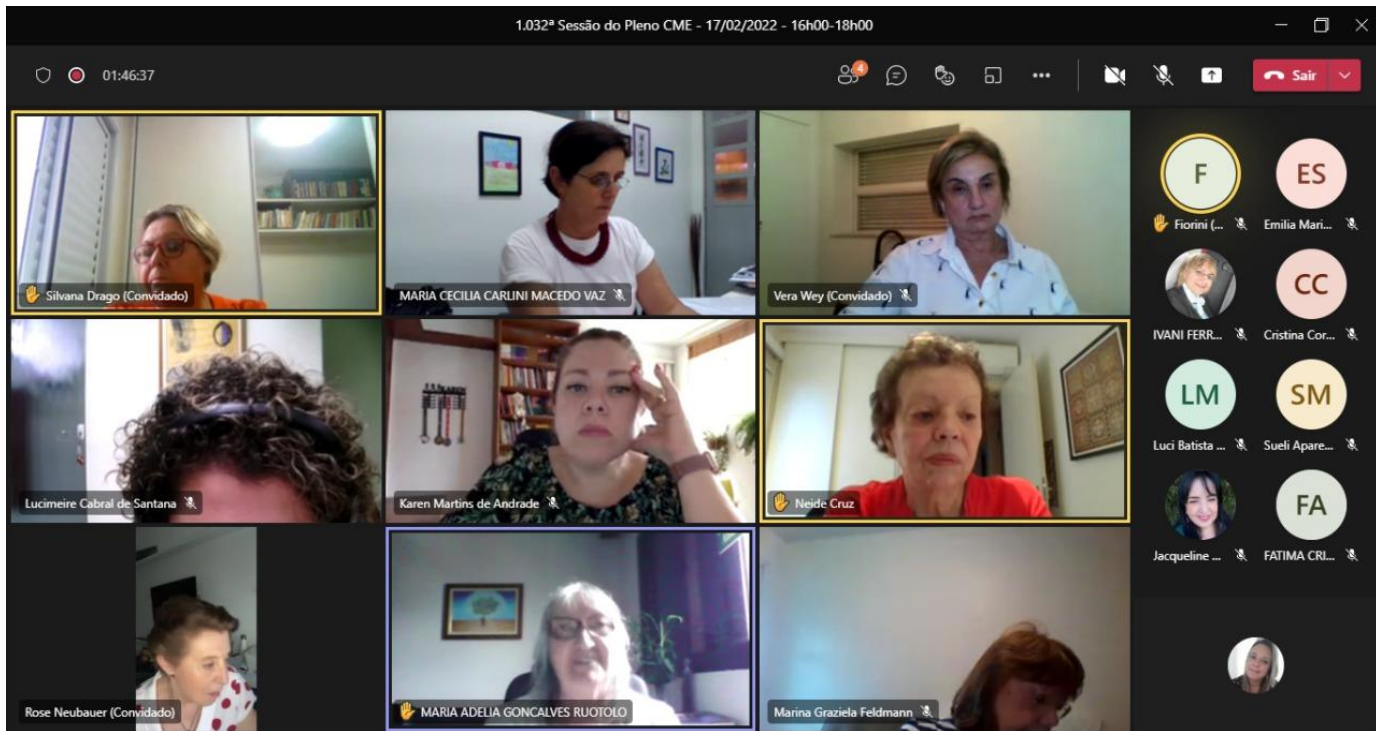 1.032ª Sessão do Pleno CME - 17/02/2022 - 16h00-18h00
01:46:37
4
Sair
Silvana Drago (Convidado)
MARIA CECILIA CARLINI MACEDO VAZ
Vera Wey (Convidado)
F
ES
Fiorini (...
Emilia Mari...
CC
IVANI FERR...
Cristina Cor...
Lucimeire Cabral de Santana
Karen Martins de Andrade
Neide Cruz
LM
SM
Luci Batista ...
Sueli Apare...
FA
Jacqueline ...
FATIMA CRI...
Rose Neubauer (Convidado)
MARIA ADELIA GONCALVES RUOTOLO
Marina Graziela Feldmann